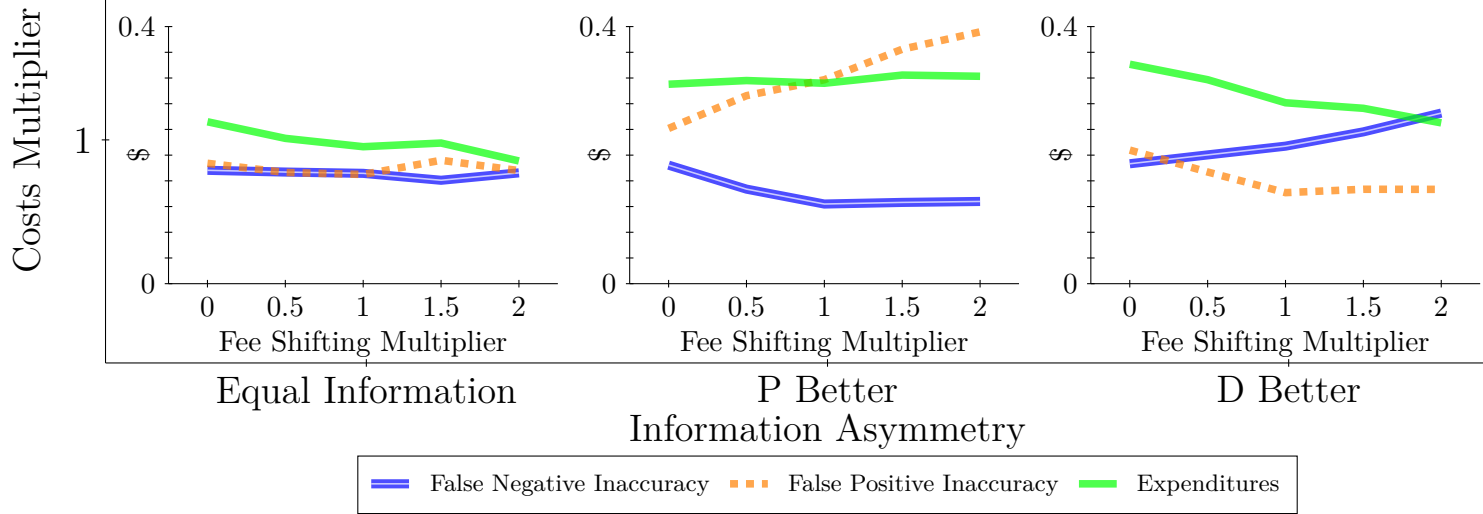 Costs Multiplier
1
0.4
$
0
0 0.5 1 1.5 2
Fee Shifting Multiplier
0.4
$
0
0 0.5 1 1.5 2
Fee Shifting Multiplier
0.4
$
0
0 0.5 1 1.5 2
Fee Shifting Multiplier
Equal Information
P Better
D Better
Information Asymmetry
False Negative Inaccuracy False Positive Inaccuracy Expenditures